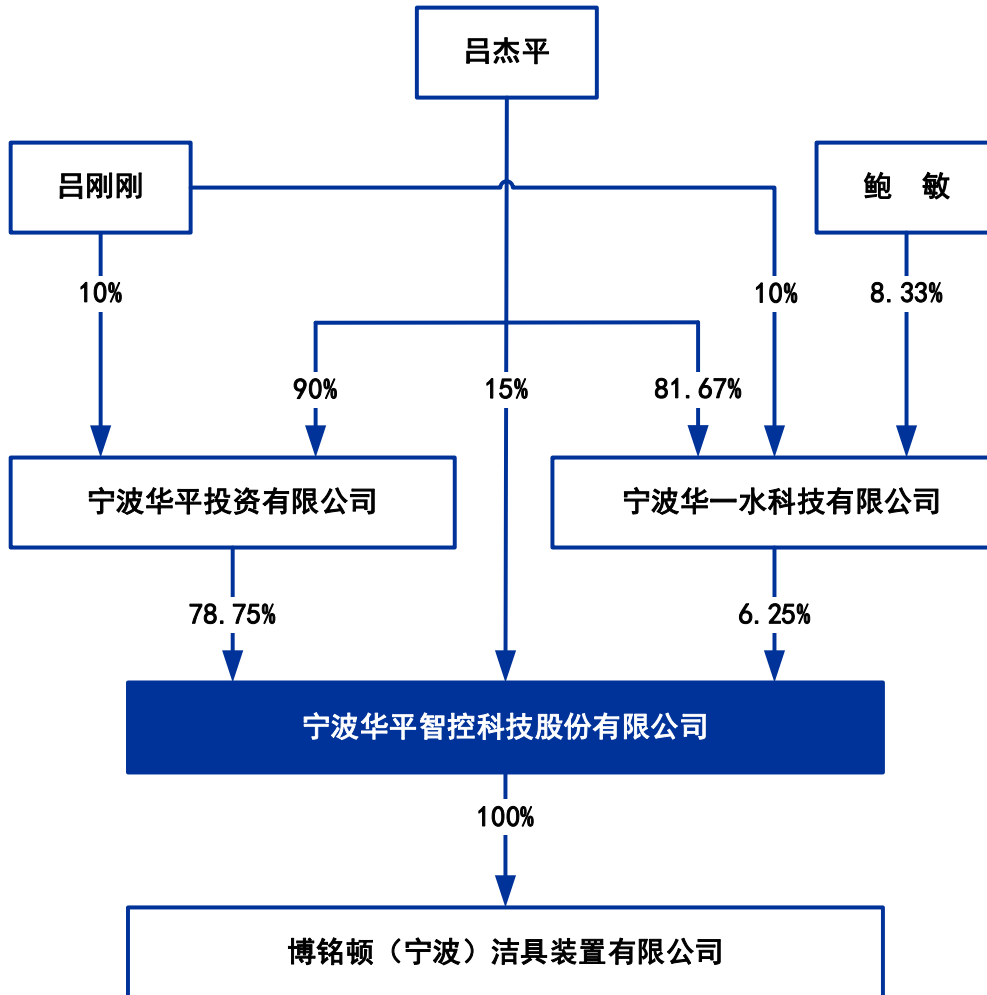 吕杰平
吕刚刚
鲍 敏
10%
10%
8.33%
90%
15%
81.67%
宁波华平投资有限公司
宁波华一水科技有限公司
78.75%
6.25%
宁波华平智控科技股份有限公司
100%
博铭顿（宁波）洁具装置有限公司